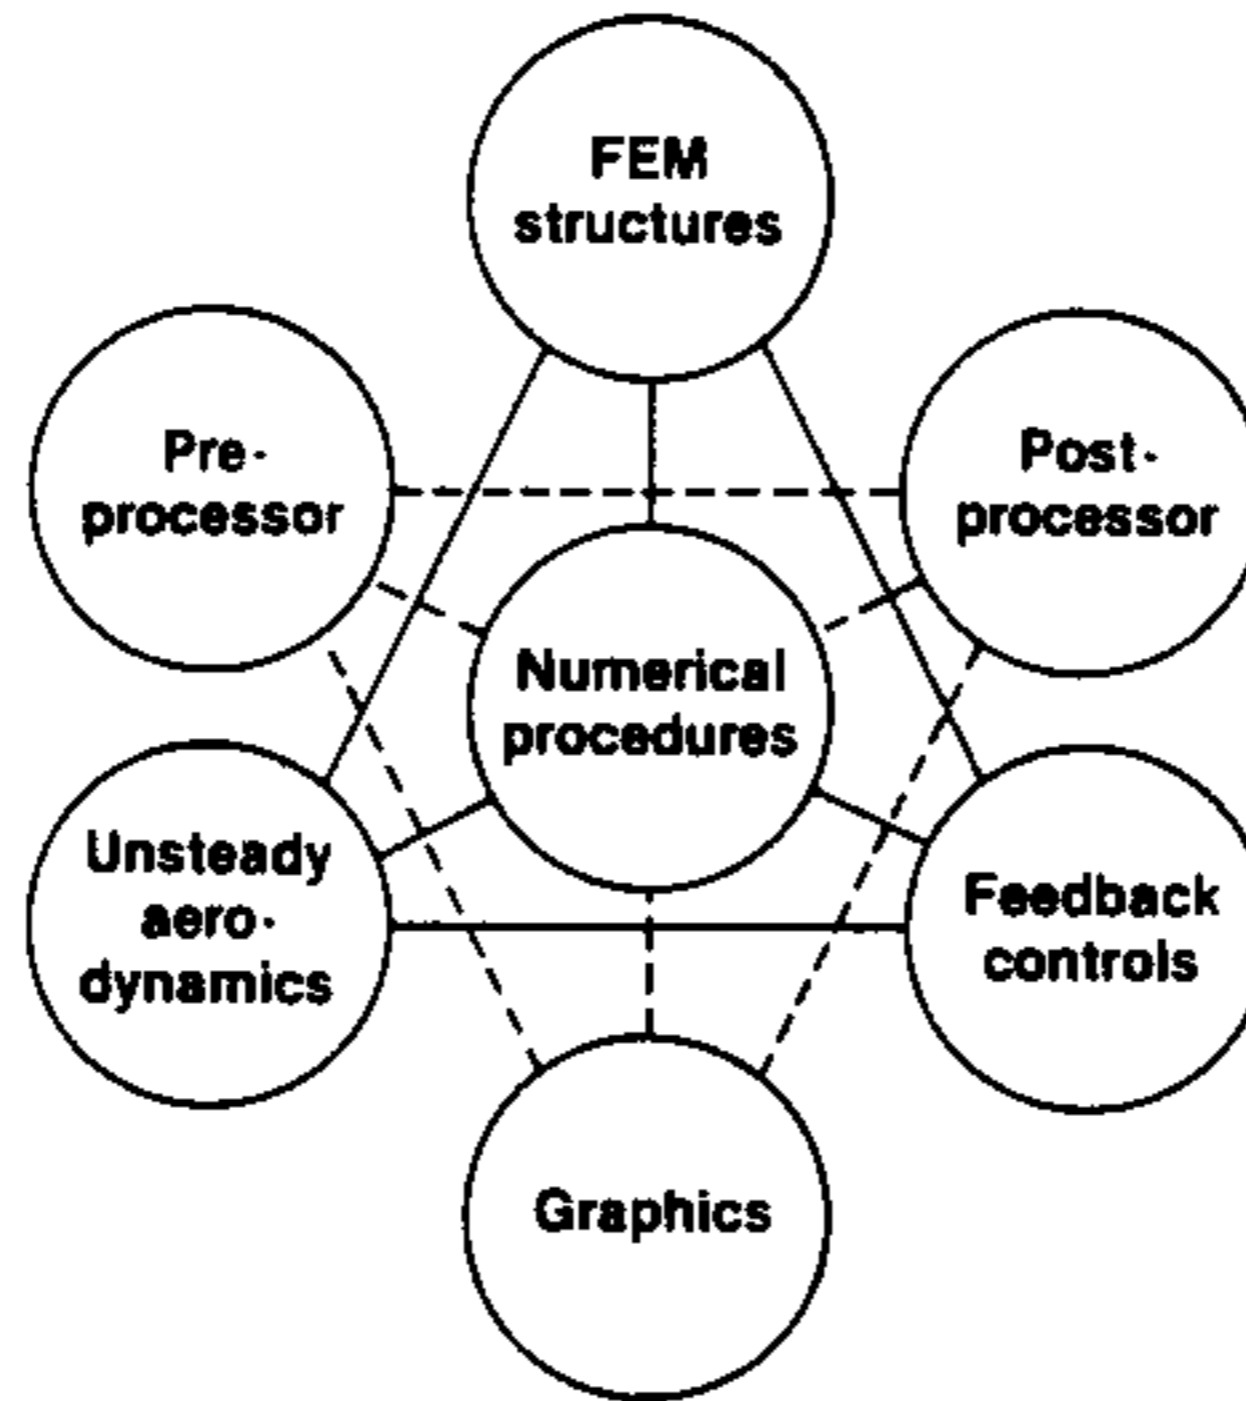 FEM
structures
Pre-
processor
Post-
processor
Numerical
procedures
Unsteady
aero-
dynamics
Feedback
controls
Graphics